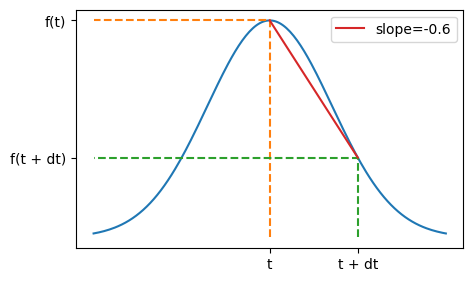 f(t)
slope=-0.6
f(t + dt)
t
t + dt